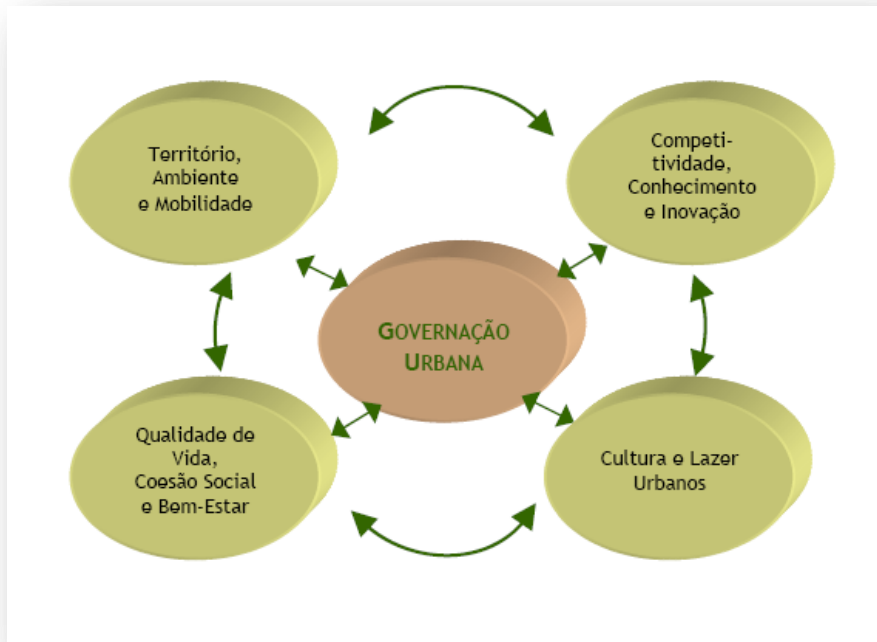 Território,
Ambiente
e Mobilidade
Competi-
tividade,
Conhecimento
e Inovação
GOVERNAÇÃO
URBANA
Qualidade de
Vida,
Coesão Social
e Bem-Estar
Cultura e Lazer
Urbanos